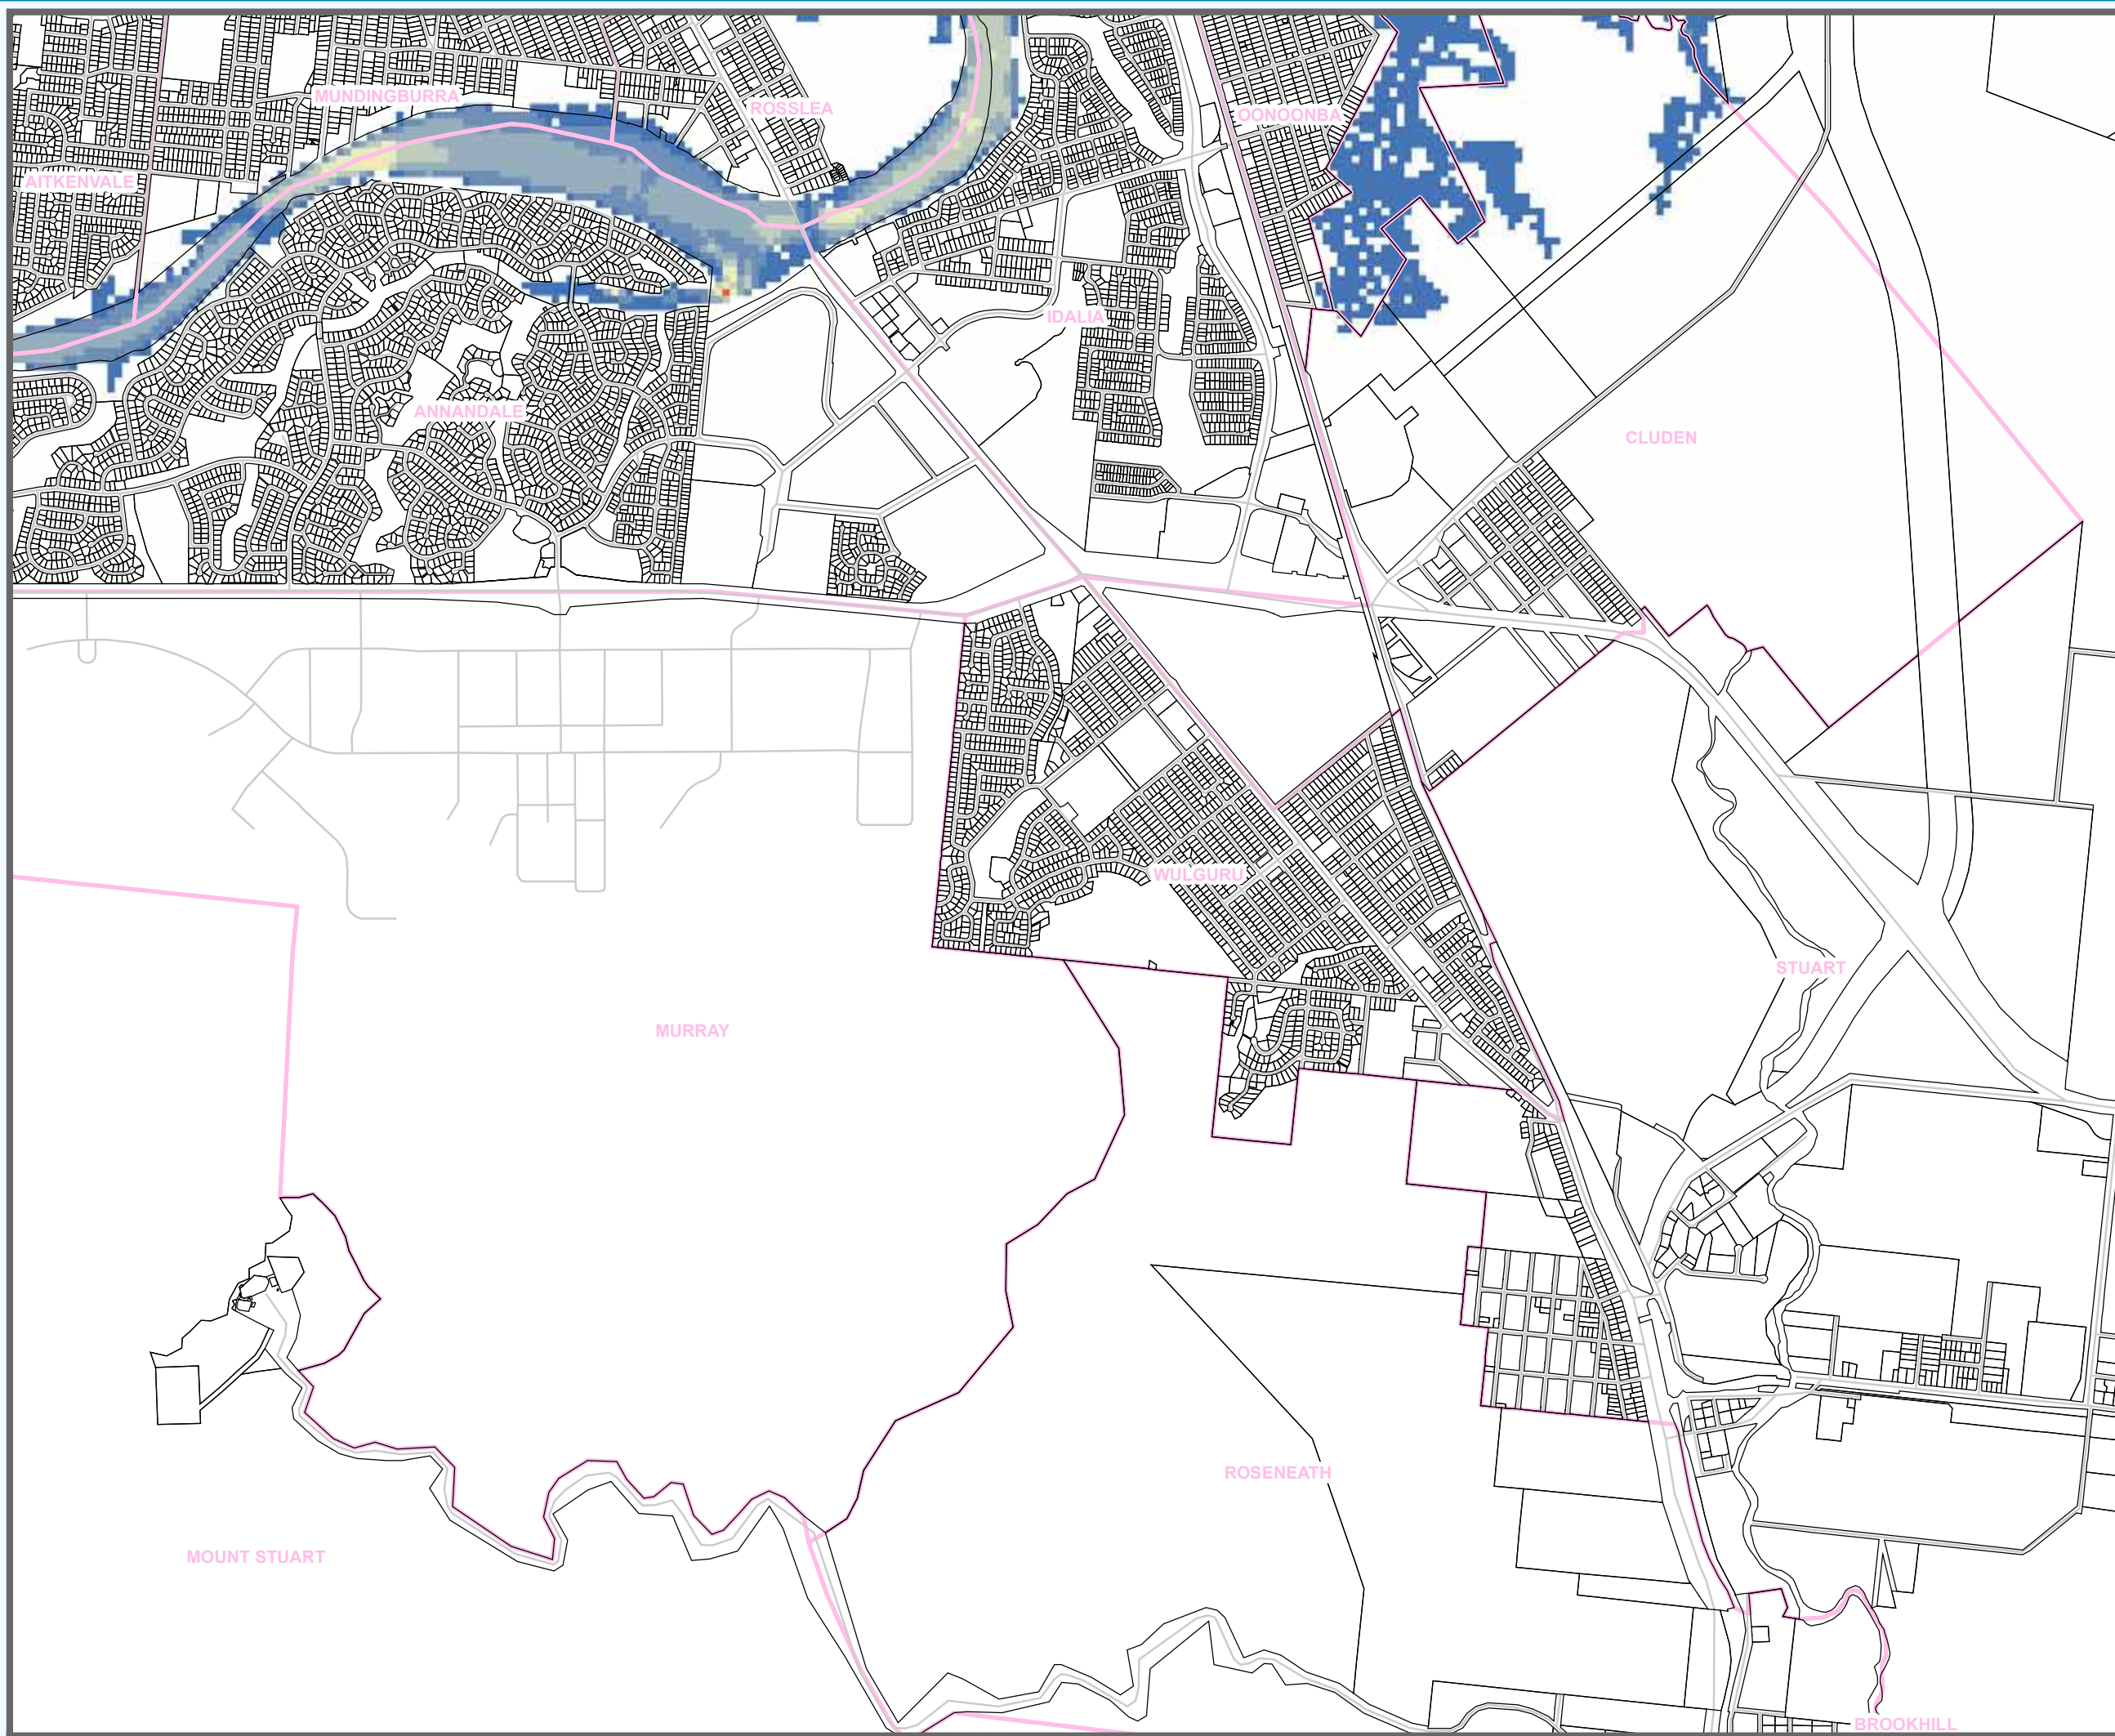 MUNDINGBURRA
ROSSLEA
OONOONBA
AITKENVALE
IDALIA
ANNANDALE
CLUDEN
WULGURU
STUART
MURRAY
ROSENEATH
MOUNT STUART
BROOKHILL